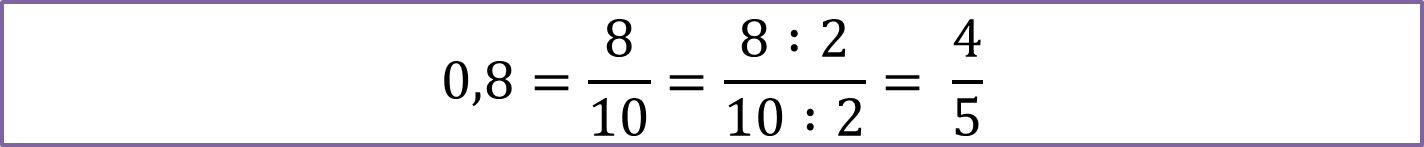 0,8 = 8/10 = (8 : 2)/(10 : 2) = 4/5